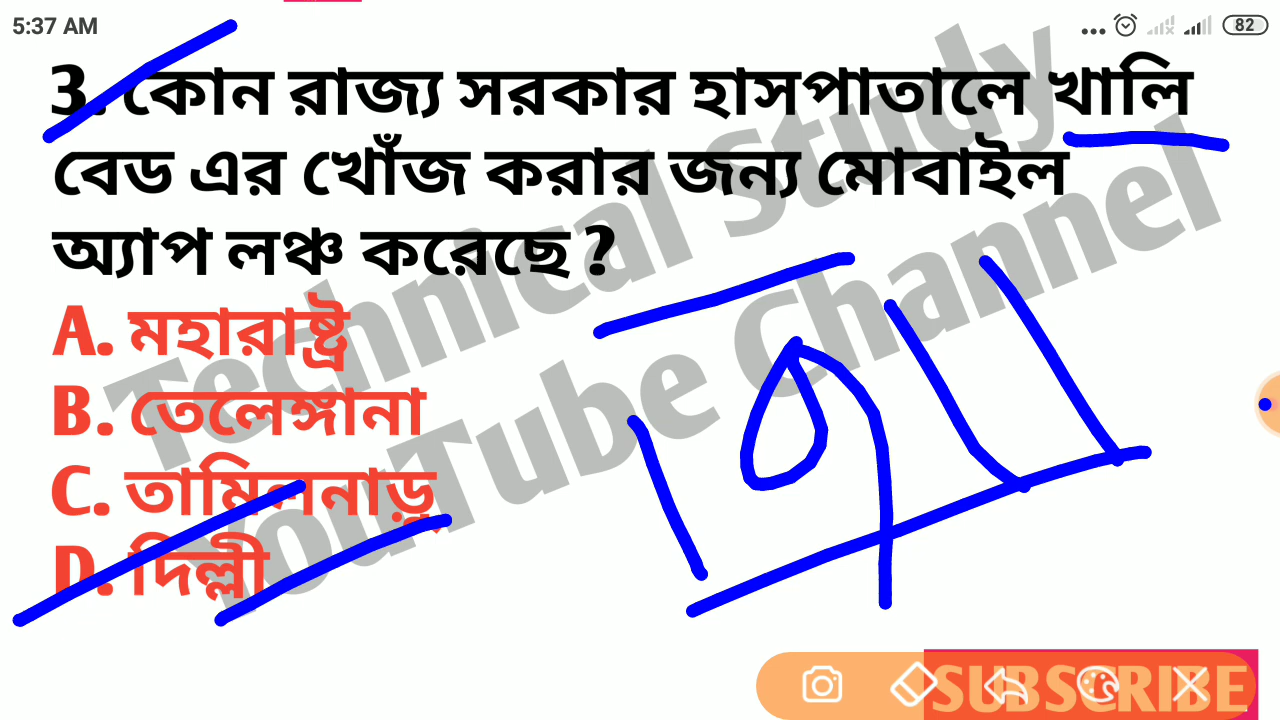 5:37 AM
82
3. কোন রাজ্য সরকার হাসপাতালে খালি
বেড এর খোঁজ করার জন্য মোবাইল
অ্যাপ লঞ্চ করেছে ?
A. মহারাষ্ট্র
B. তেলেঙ্গানা
C. তামিলনাড়ু
D. দিল্লী
Technical Study
YouTube Channel
SUBSCRIBE